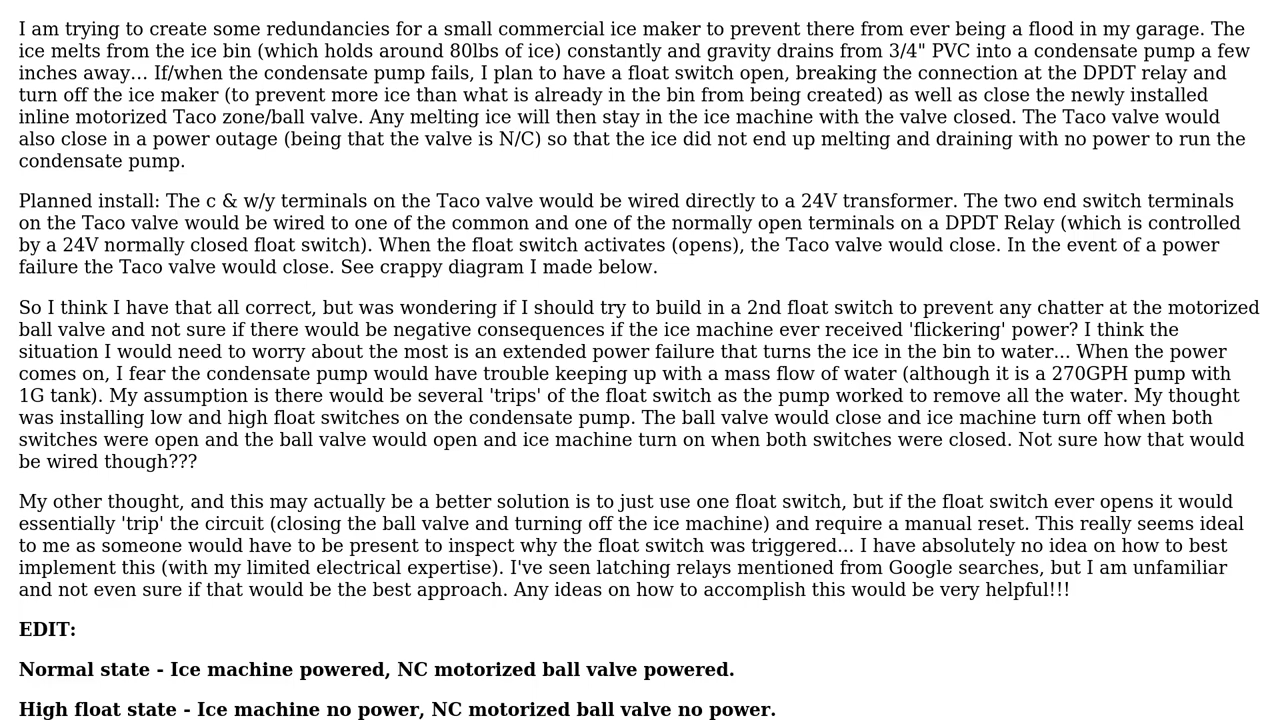 I am trying to create some redundancies for a small commercial ice maker to prevent there from ever being a flood in my garage. The
ice melts from the ice bin (which holds around 80lbs of ice) constantly and gravity drains from 3/4" PVC into a condensate pump a few
inches away... If/when the condensate pump fails, I plan to have a float switch open, breaking the connection at the DPDT relay and
turn off the ice maker (to prevent more ice than what is already in the bin from being created) as well as close the newly installed
inline motorized Taco zone/ball valve. Any melting ice will then stay in the ice machine with the valve closed. The Taco valve would
also close in a power outage (being that the valve is N/C) so that the ice did not end up melting and draining with no power to run the
condensate pump.
Planned install: The c & w/y terminals on the Taco valve would be wired directly to a 24V transformer. The two end switch terminals
on the Taco valve would be wired to one of the common and one of the normally open terminals on a DPDT Relay (which is controlled
by a 24V normally closed float switch). When the float switch activates (opens), the Taco valve would close. In the event of a power
failure the Taco valve would close. See crappy diagram I made below.
So I think I have that all correct, but was wondering if I should try to build in a 2nd float switch to prevent any chatter at the motorized
ball valve and not sure if there would be negative consequences if the ice machine ever received 'flickering' power? I think the
situation I would need to worry about the most is an extended power failure that turns the ice in the bin to water... When the power
comes on, I fear the condensate pump would have trouble keeping up with a mass flow of water (although it is a 270GPH pump with
1G tank). My assumption is there would be several 'trips' of the float switch as the pump worked to remove all the water. My thought
was installing low and high float switches on the condensate pump. The ball valve would close and ice machine turn off when both
switches were open and the ball valve would open and ice machine turn on when both switches were closed. Not sure how that would
be wired though???
My other thought, and this may actually be a better solution is to just use one float switch, but if the float switch ever opens it would
essentially 'trip' the circuit (closing the ball valve and turning off the ice machine) and require a manual reset. This really seems ideal
to me as someone would have to be present to inspect why the float switch was triggered... I have absolutely no idea on how to best
implement this (with my limited electrical expertise). I've seen latching relays mentioned from Google searches, but I am unfamiliar
and not even sure if that would be the best approach. Any ideas on how to accomplish this would be very helpful!!!
EDIT:
Normal state - Ice machine powered, NC motorized ball valve powered.
High float state - Ice machine no power, NC motorized ball valve no power.